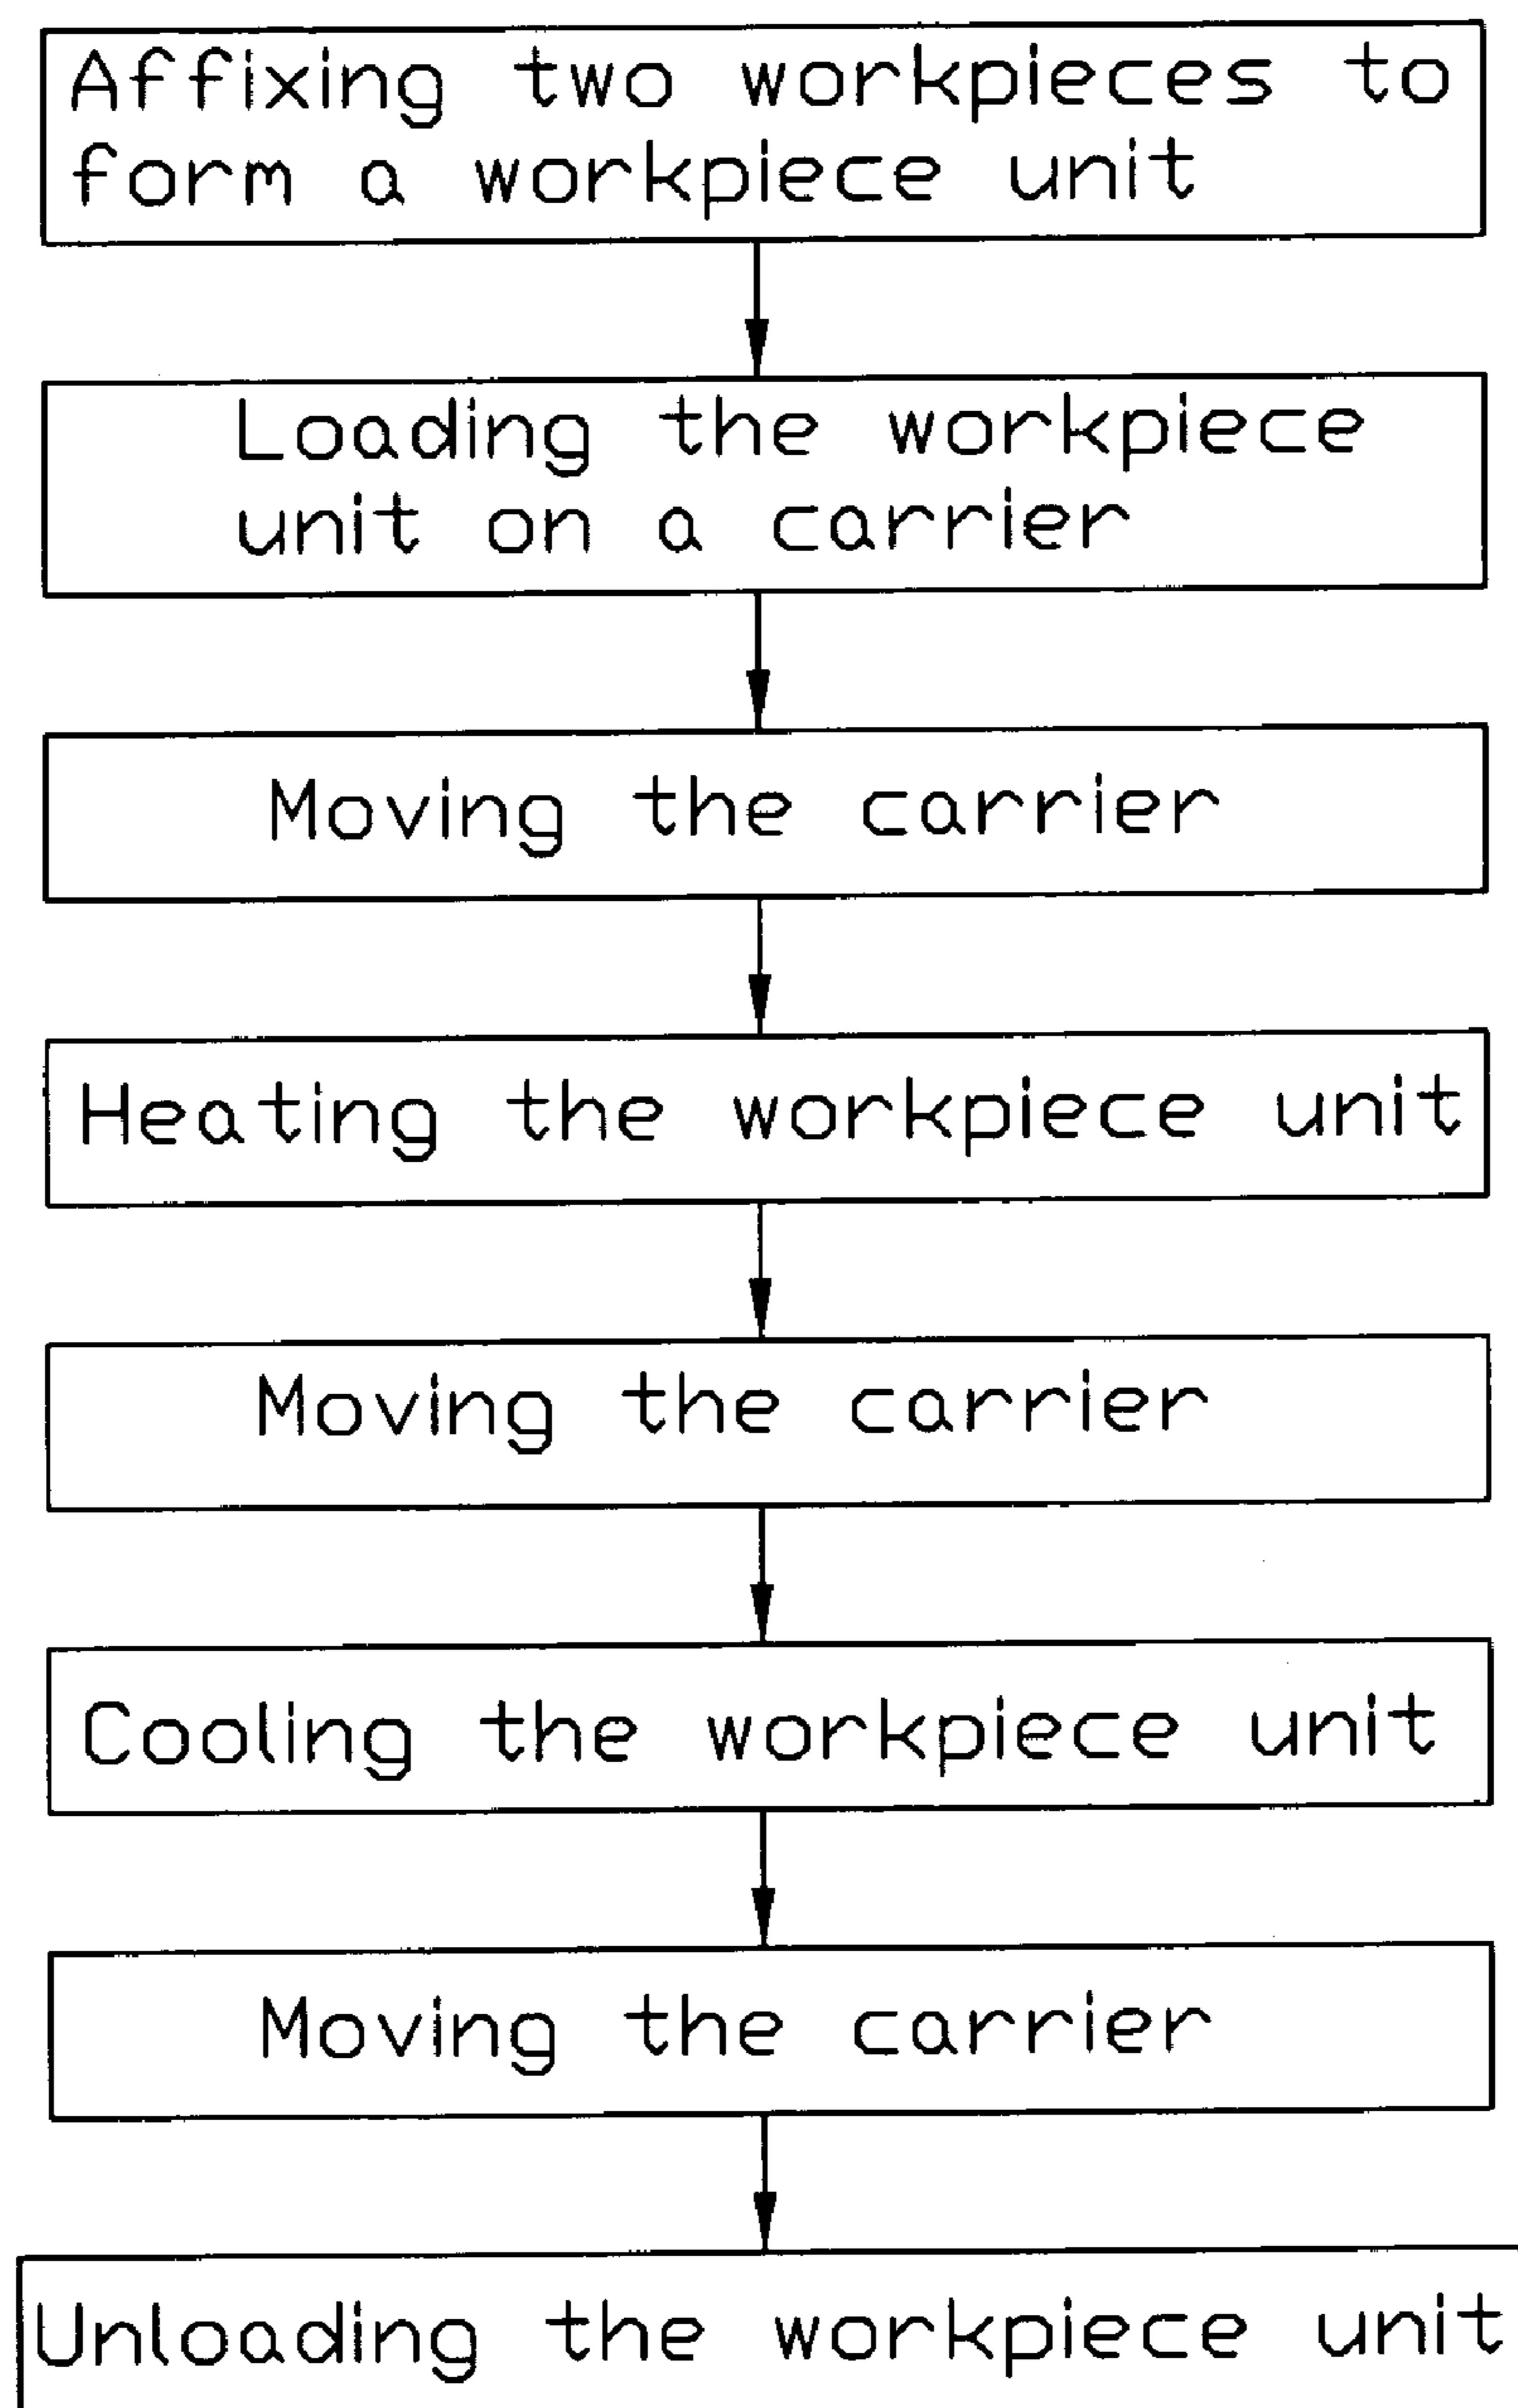 Affixing two workpieces to
form a workpiece unit
Loading the workpiece
unit on a carrier
Moving the carrier
Heating the workpiece unit
Moving the carrier
Cooling the workpiece unit
Moving the carrier
Unloading the workpiece unit